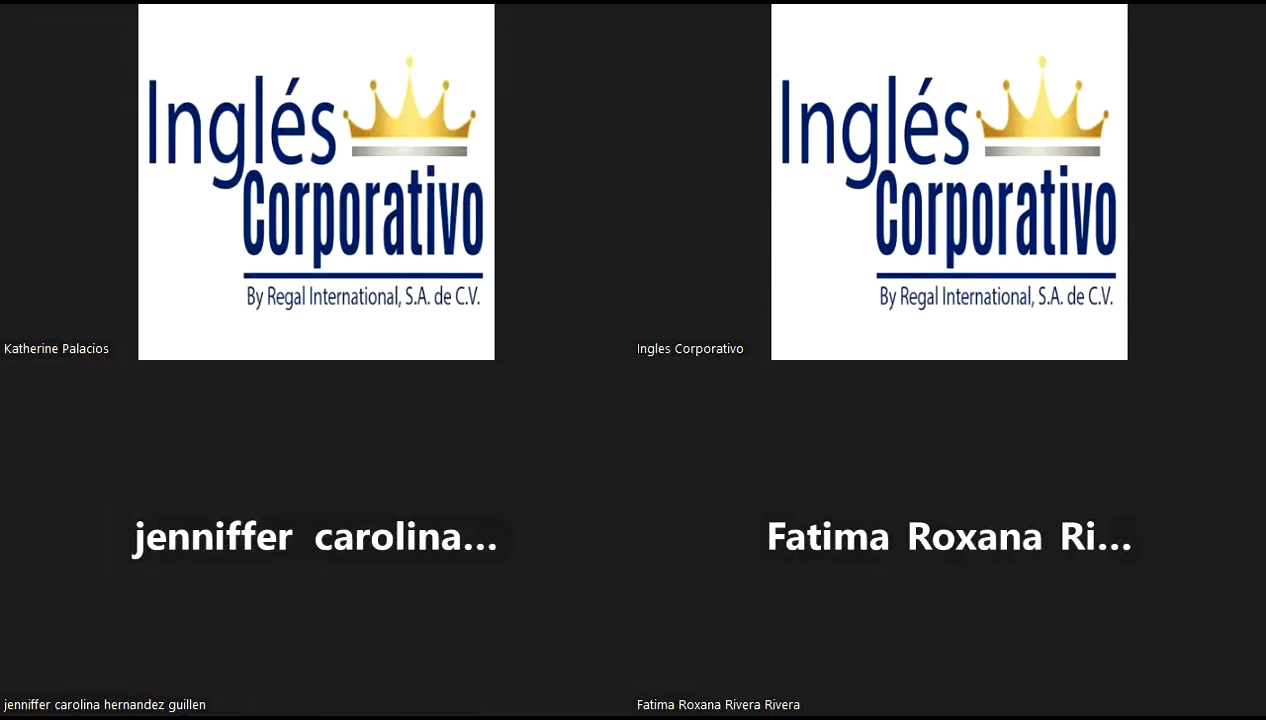 Inglés
Corporativo
By Regal International, S.A. de C.V.
Katherine Palacios
Inglés
Corporativo
By Regal International, S.A. de C.V.
Ingles Corporativo
jenniffer carolina...
jenniffer carolina hernandez guillen
Fatima Roxana Ri...
Fatima Roxana Rivera Rivera